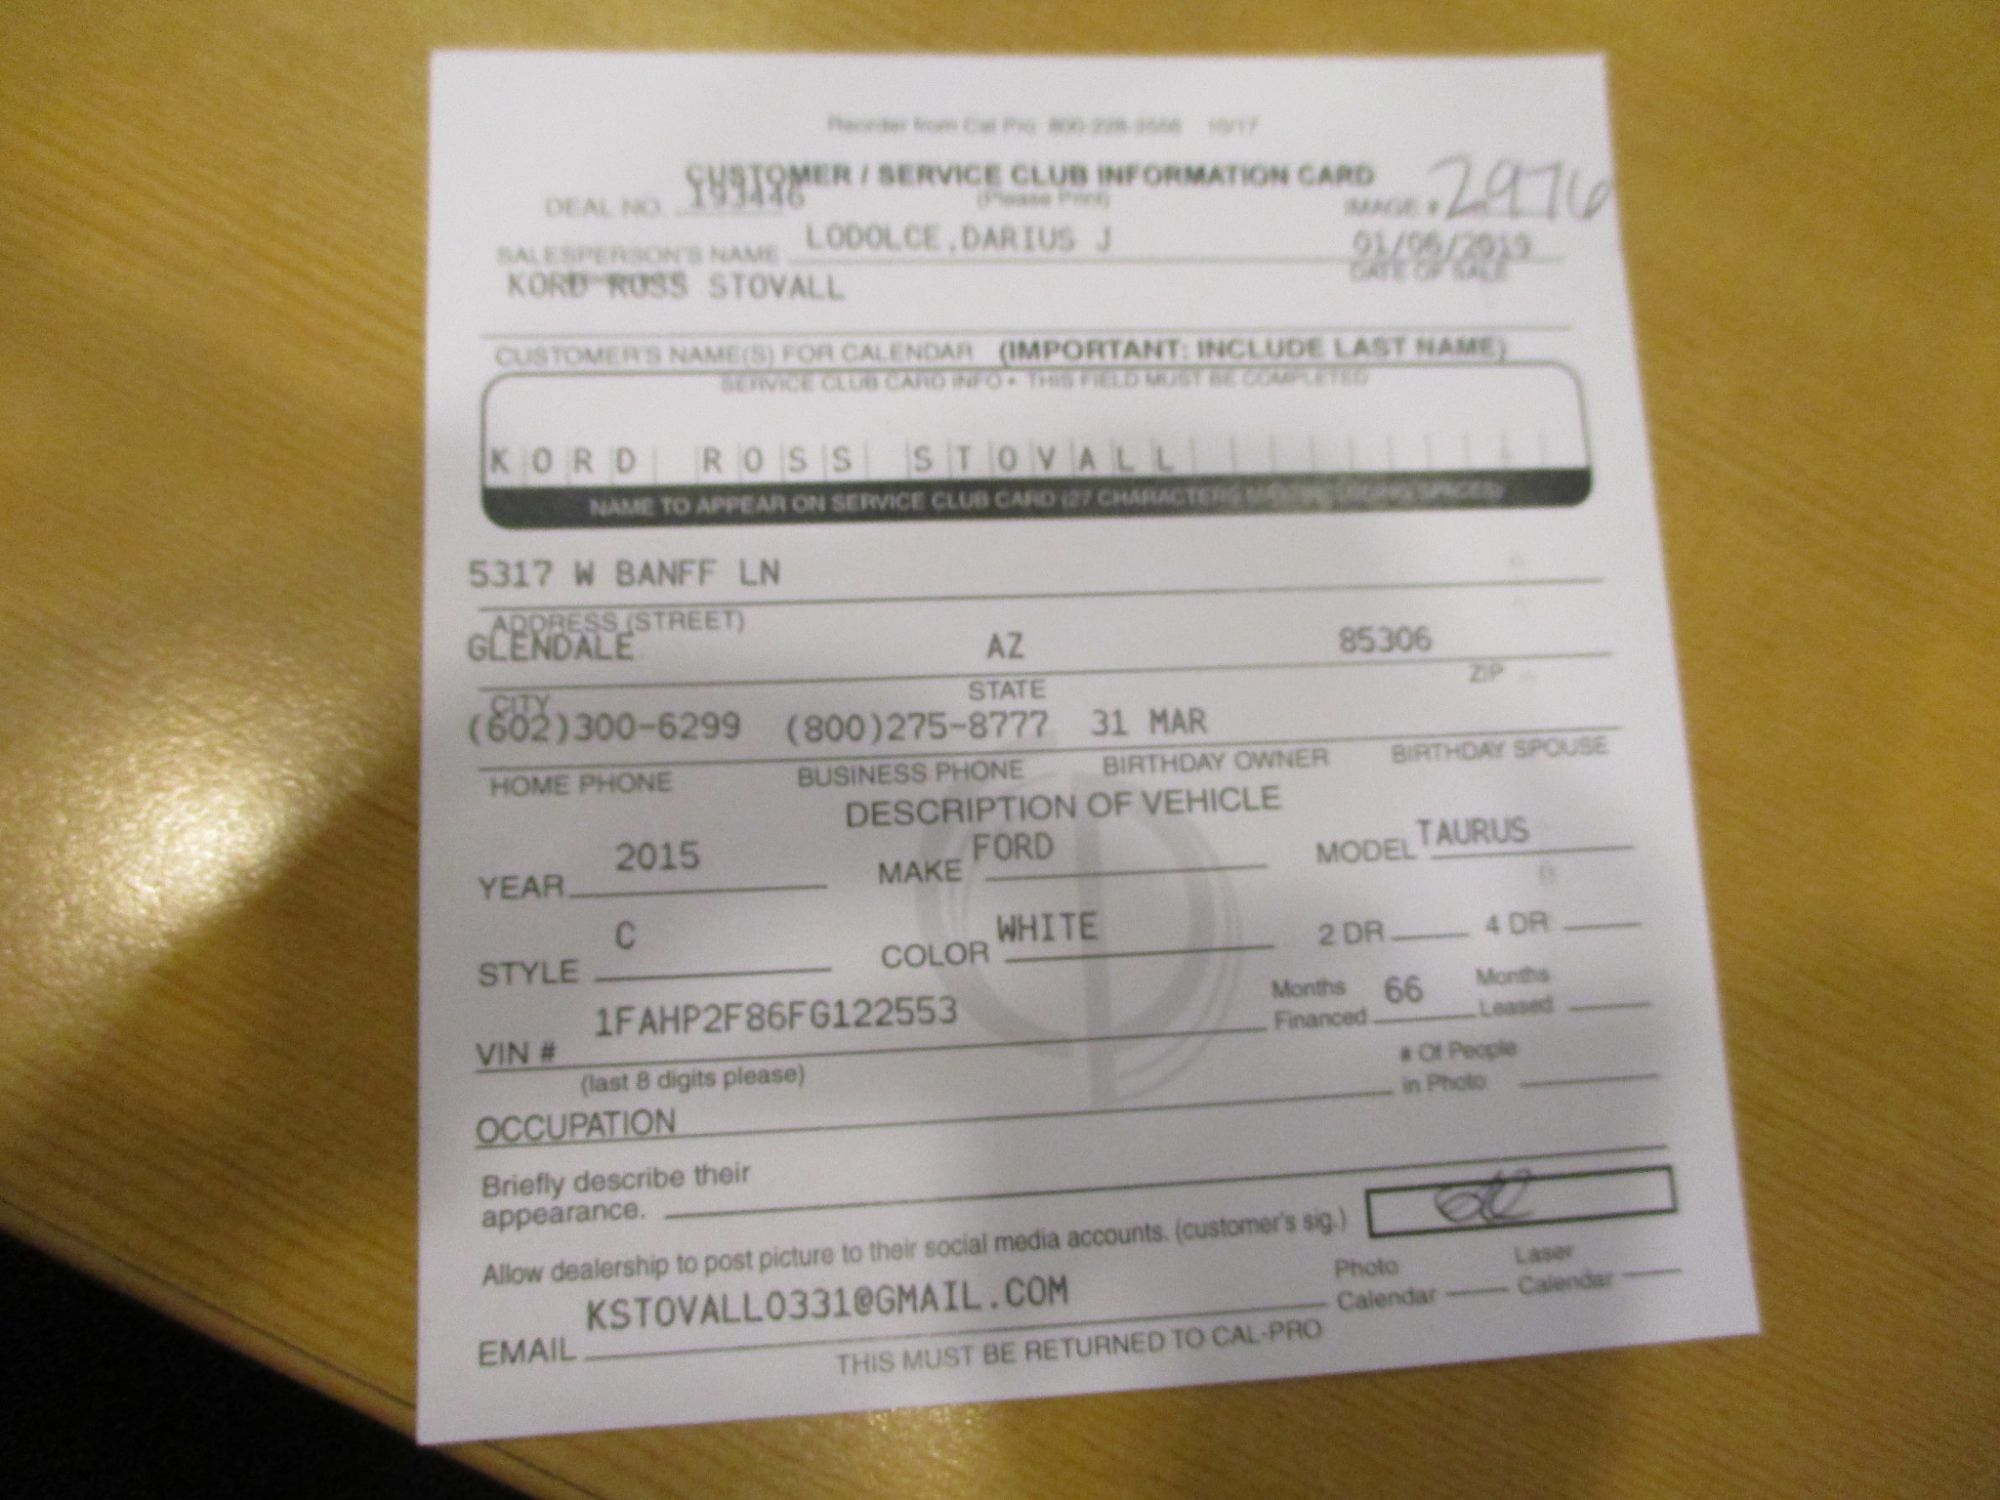 Reorder from Cal Pro 800-228-3556 10/17
CUSTOMER / SERVICE CLUB INFORMATION CARD
(Please Print)
DEAL NO. 193446 IMAGE # 2976
SALESPERSON'S NAME LODOLCE,DARIUS J 01/06/2019
DATE OF SALE
KORD ROSS STOVALL
CUSTOMER'S NAME(S) FOR CALENDAR (IMPORTANT: INCLUDE LAST NAME)
SERVICE CLUB CARD INFO • THIS FIELD MUST BE COMPLETED
KORD ROSS STOVALL
NAME TO APPEAR ON SERVICE CLUB CARD (27 CHARACTERS
5317 W BANFF LN
ADDRESS (STREET)
GLENDALE AZ 85306
CITY STATE ZIP
(602)300-6299 (800)275-8777 31 MAR
HOME PHONE BUSINESS PHONE BIRTHDAY OWNER BIRTHDAY SPOUSE
DESCRIPTION OF VEHICLE
YEAR 2015 MAKE FORD MODEL TAURUS
STYLE C COLOR WHITE 2 DR 4 DR
VIN # 1FAHP2F86FG122553 Months Financed 66 Months Leased
(last 8 digits please)
OCCUPATION # Of People in Photo
Briefly describe their
appearance.
Allow dealership to post picture to their social media accounts. (customer's sig.)
EMAIL KSTOVALL0331@GMAIL.COM Photo Calendar Laser Calendar
THIS MUST BE RETURNED TO CAL-PRO